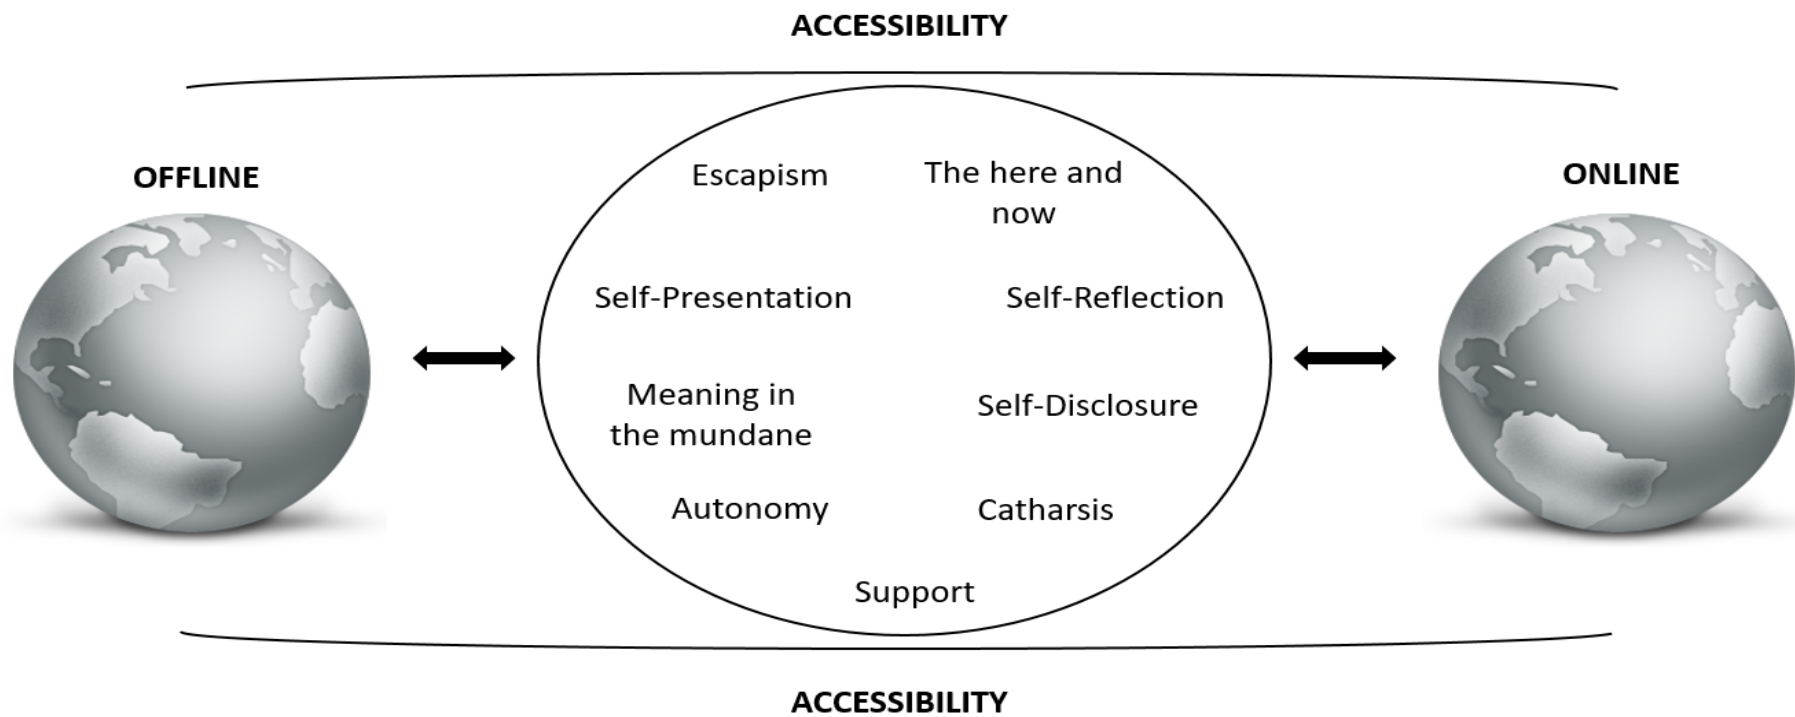 ACCESSIBILITY
OFFLINE
ONLINE
Escapism
The here and
now
Self-Presentation
Self-Reflection
Meaning in
the mundane
Self-Disclosure
Autonomy
Catharsis
Support
ACCESSIBILITY